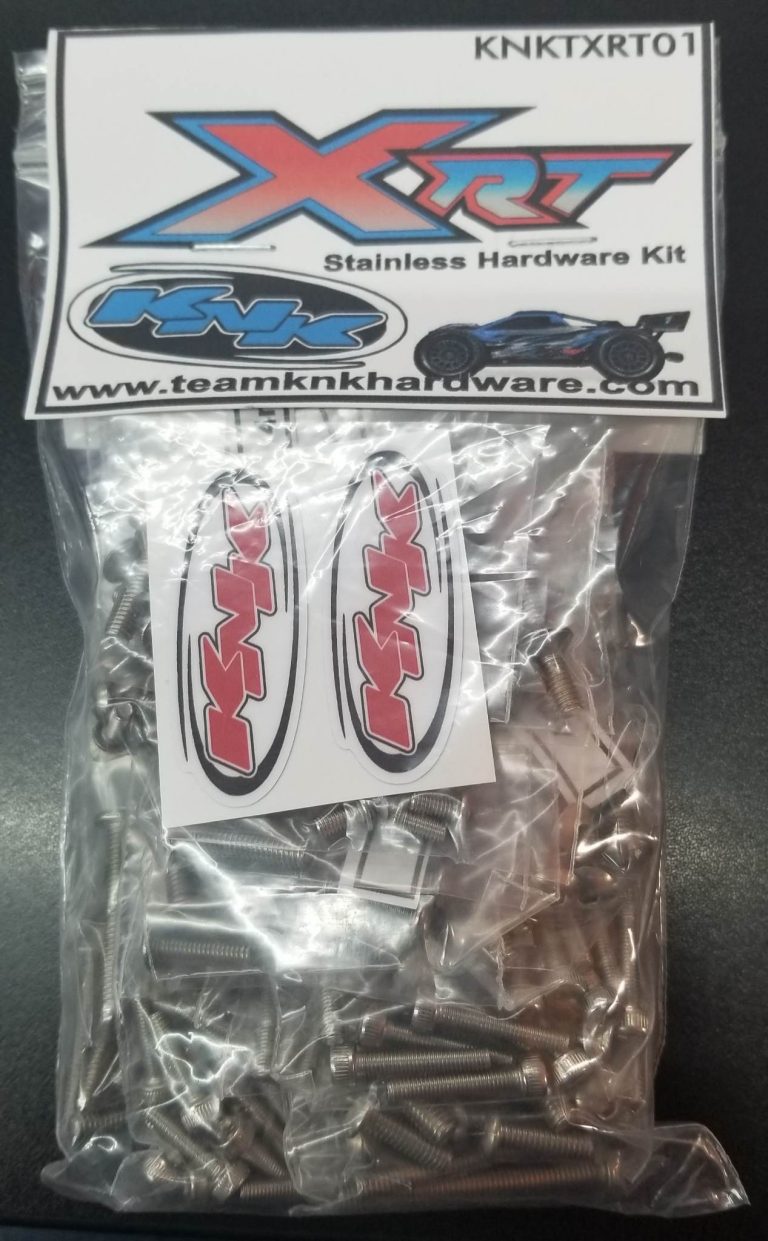 KNKTXRT01
XRT
Stainless Hardware Kit
KNK
www.teamknkhardware.com
KNK
KNK